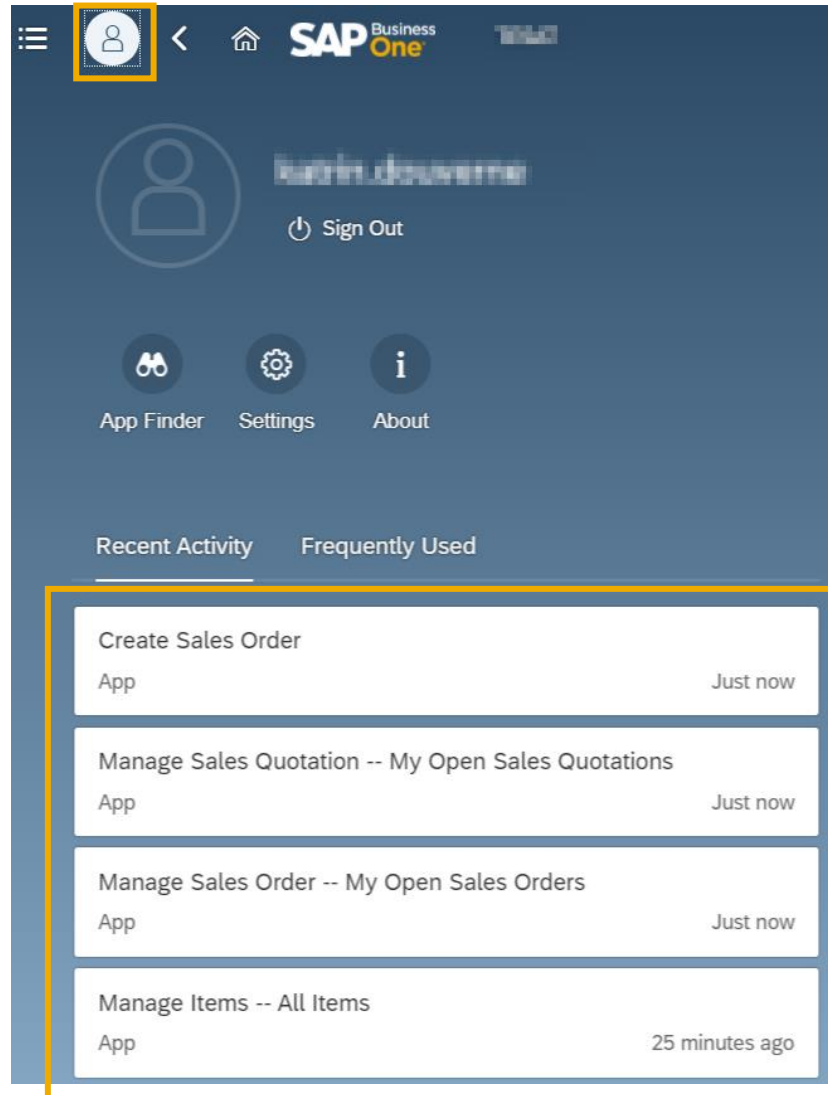 SAP Business One
Sign Out
App Finder Settings About
Recent Activity Frequently Used
Create Sales Order
App Just now
Manage Sales Quotation -- My Open Sales Quotations
App Just now
Manage Sales Order -- My Open Sales Orders
App Just now
Manage Items -- All Items
App 25 minutes ago